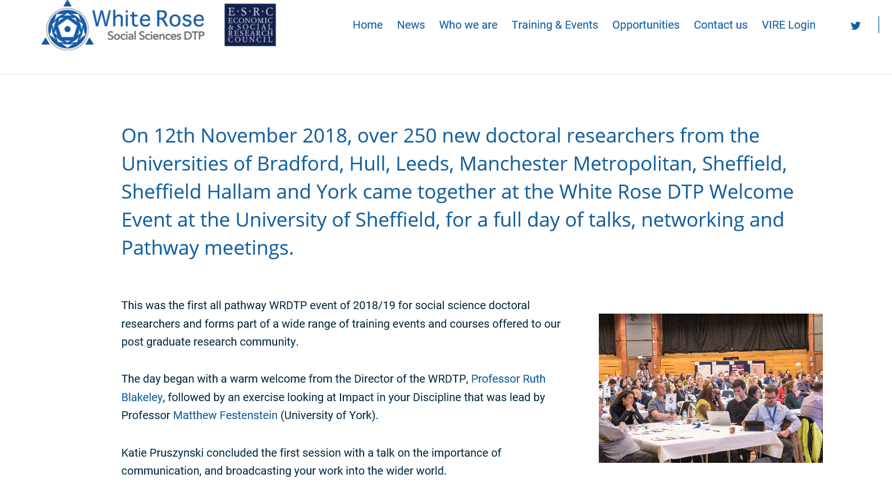 White Rose
Social Sciences DTP
E·S·R·C
ECONOMIC
& SOCIAL
RESEARCH
COUNCIL
Home News Who we are Training & Events Opportunities Contact us VIRE Login
On 12th November 2018, over 250 new doctoral researchers from the
Universities of Bradford, Hull, Leeds, Manchester Metropolitan, Sheffield,
Sheffield Hallam and York came together at the White Rose DTP Welcome
Event at the University of Sheffield, for a full day of talks, networking and
Pathway meetings.
This was the first all pathway WRDTP event of 2018/19 for social science doctoral
researchers and forms part of a wide range of training events and courses offered to our
post graduate research community.
The day began with a warm welcome from the Director of the WRDTP, Professor Ruth
Blakeley, followed by an exercise looking at Impact in your Discipline that was lead by
Professor Matthew Festenstein (University of York).
Katie Pruszynski concluded the first session with a talk on the importance of
communication, and broadcasting your work into the wider world.